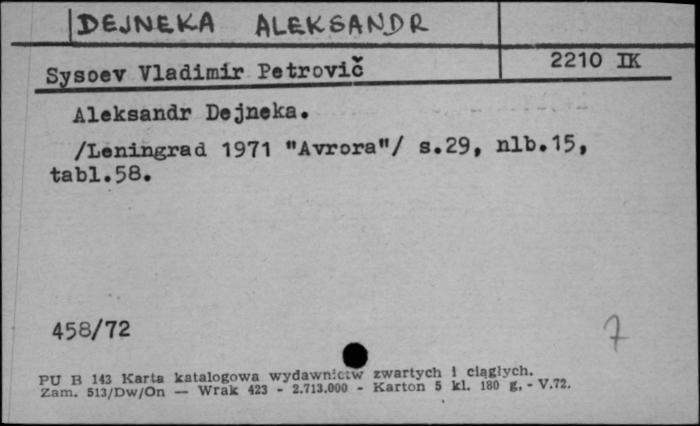 DEJNEKA ALEKSANDR
Sysoev Vladimir Petrovič
2210 IK
Aleksandr Dejneka.
/Leningrad 1971 "Avrora"/ s.29, nlb.15,
tabl.58.
458/72
7
PU B 143 Karta katalogowa wydawnictw zwartych i ciągłych.
Zam. 513/Dw/On — Wrak 423 - 2.713.000 - Karton 5 kl. 180 g. - V.72.